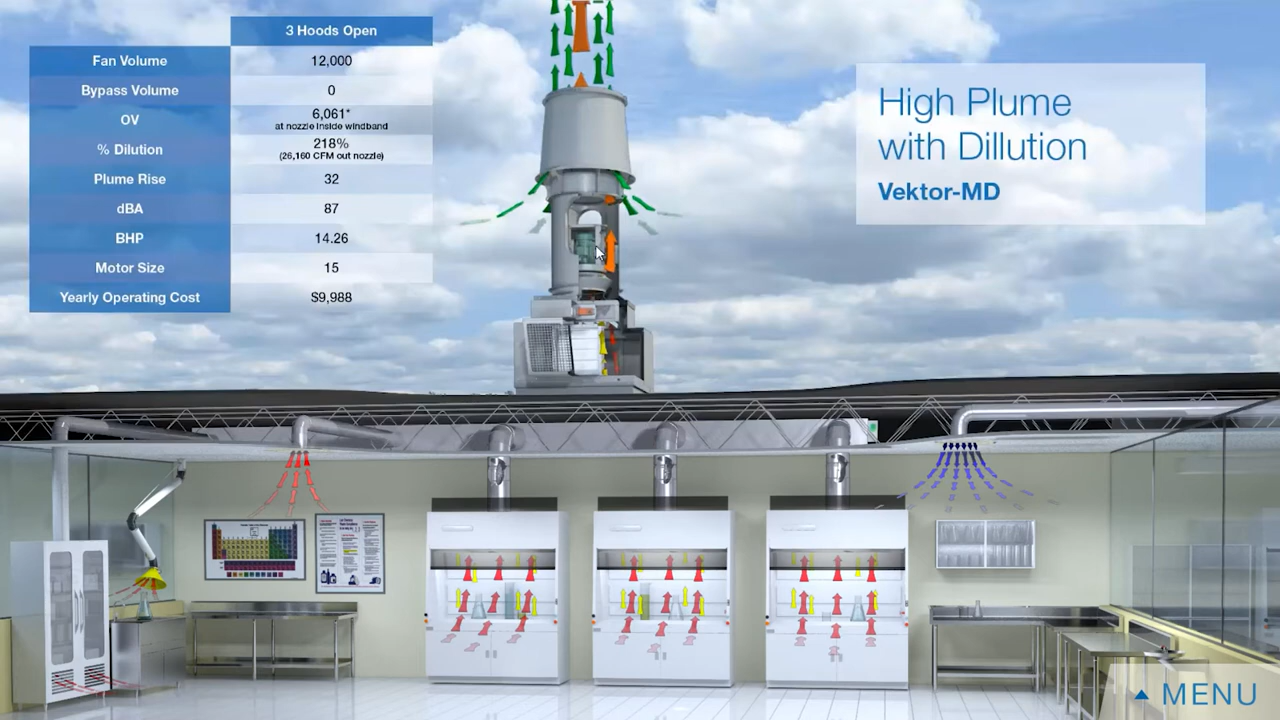 3 Hoods Open
Fan Volume 12,000
Bypass Volume 0
OV 6,061*
at nozzle inside windband
% Dilution 218%
(26,160 CFM out nozzle)
Plume Rise 32
dBA 87
BHP 14.26
Motor Size 15
Yearly Operating Cost $9,988
High Plume
with Dillution
Vektor-MD
MENU